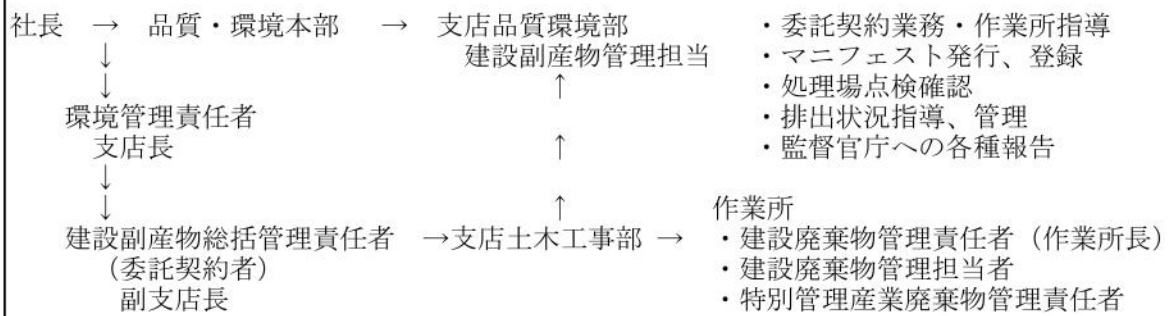 社長 → 品質・環境本部 → 支店品質環境部 ・委託契約業務・作業所指導
↓ 建設副産物管理担当 ・マニフェスト発行、登録
↓ ↑ ・処理場点検確認
環境管理責任者 ・排出状況指導、管理
支店長 ↑ ・監督官庁への各種報告
↓
↓ ↑ 作業所
建設副産物総括管理責任者 →支店土木工事部 → ・建設廃棄物管理責任者（作業所長）
（委託契約者） ・建設廃棄物管理担当者
副支店長 ・特別管理産業廃棄物管理責任者